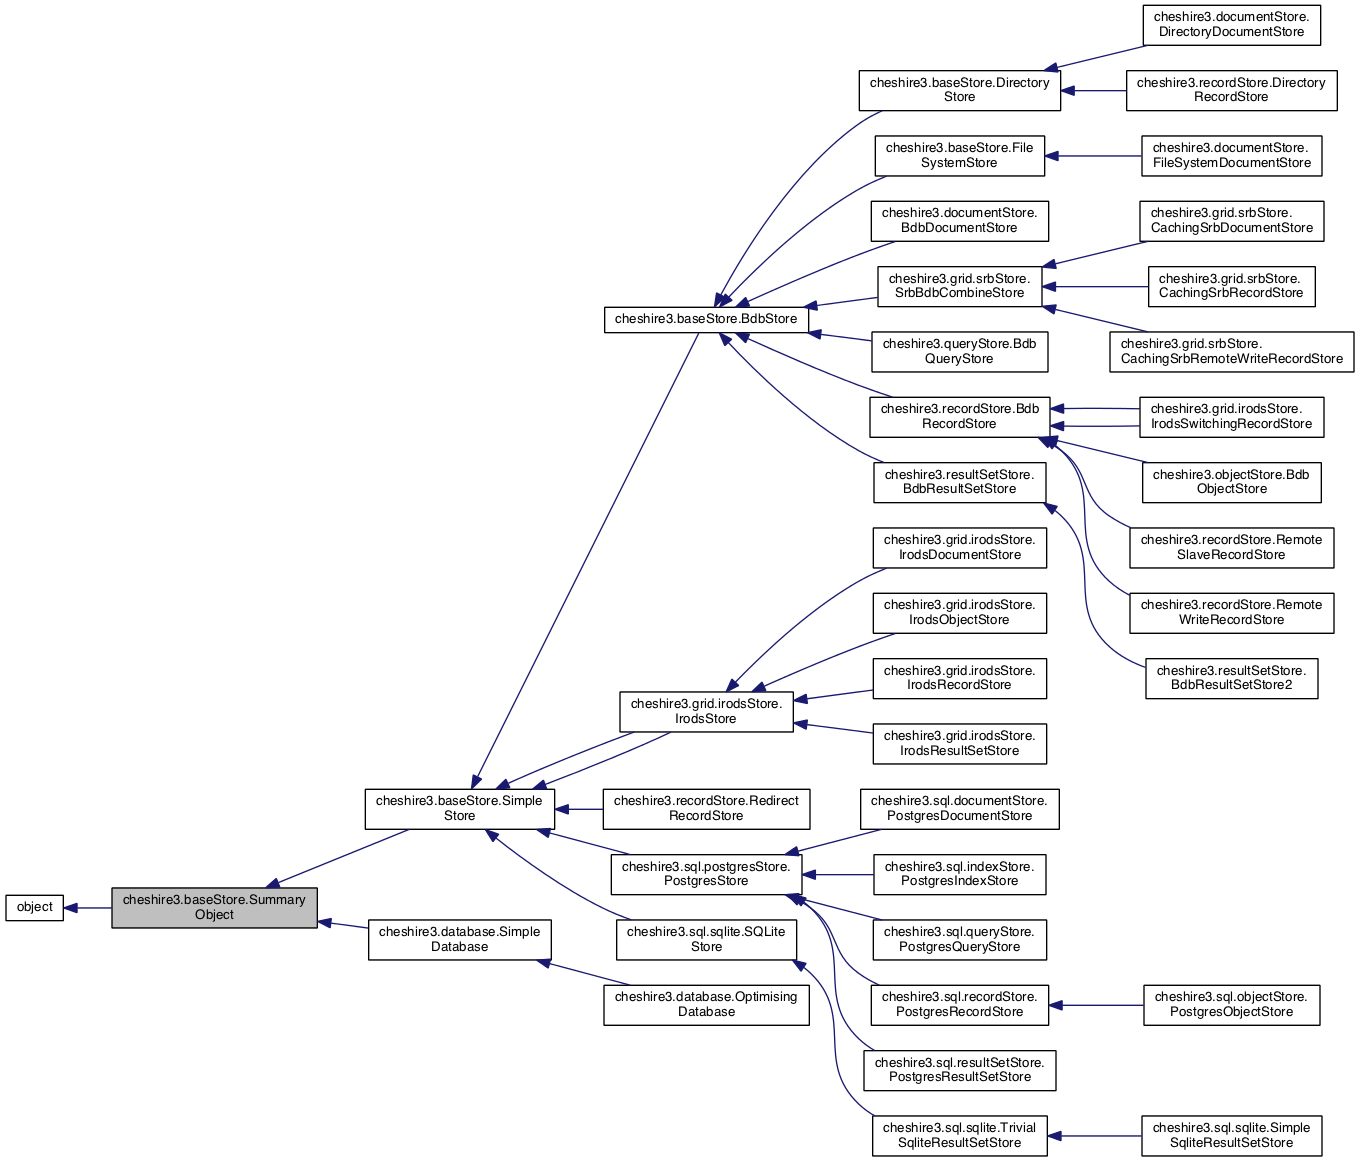 cheshire3.documentStore.
DirectoryDocumentStore
cheshire3.baseStore.Directory
Store
cheshire3.recordStore.Directory
RecordStore
cheshire3.baseStore.File
SystemStore
cheshire3.documentStore.
FileSystemDocumentStore
cheshire3.documentStore.
BdbDocumentStore
cheshire3.grid.srbStore.
CachingSrbDocumentStore
cheshire3.grid.srbStore.
SrbBdbCombineStore
cheshire3.grid.srbStore.
CachingSrbRecordStore
cheshire3.baseStore.BdbStore
cheshire3.queryStore.Bdb
QueryStore
cheshire3.grid.srbStore.
CachingSrbRemoteWriteRecordStore
cheshire3.recordStore.Bdb
RecordStore
cheshire3.grid.irodsStore.
IrodsSwitchingRecordStore
cheshire3.resultSetStore.
BdbResultSetStore
cheshire3.objectStore.Bdb
ObjectStore
cheshire3.grid.irodsStore.
IrodsDocumentStore
cheshire3.recordStore.Remote
SlaveRecordStore
cheshire3.grid.irodsStore.
IrodsObjectStore
cheshire3.recordStore.Remote
WriteRecordStore
cheshire3.grid.irodsStore.
IrodsRecordStore
cheshire3.resultSetStore.
BdbResultSetStore2
cheshire3.grid.irodsStore.
IrodsStore
cheshire3.grid.irodsStore.
IrodsResultSetStore
cheshire3.baseStore.Simple
Store
cheshire3.recordStore.Redirect
RecordStore
cheshire3.sql.documentStore.
PostgresDocumentStore
cheshire3.sql.postgresStore.
PostgresStore
cheshire3.sql.indexStore.
PostgresIndexStore
object
cheshire3.baseStore.Summary
Object
cheshire3.database.Simple
Database
cheshire3.sql.sqlite.SQLite
Store
cheshire3.sql.queryStore.
PostgresQueryStore
cheshire3.database.Optimising
Database
cheshire3.sql.recordStore.
PostgresRecordStore
cheshire3.sql.objectStore.
PostgresObjectStore
cheshire3.sql.resultSetStore.
PostgresResultSetStore
cheshire3.sql.sqlite.Trivial
SqliteResultSetStore
cheshire3.sql.sqlite.Simple
SqliteResultSetStore